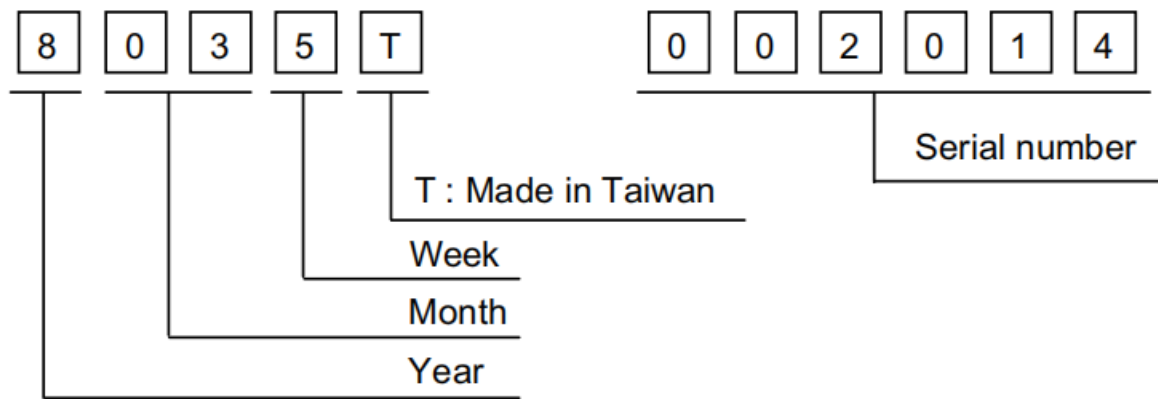 8 0 3 5 T 0 0 2 0 1 4
Serial number
T : Made in Taiwan
Week
Month
Year